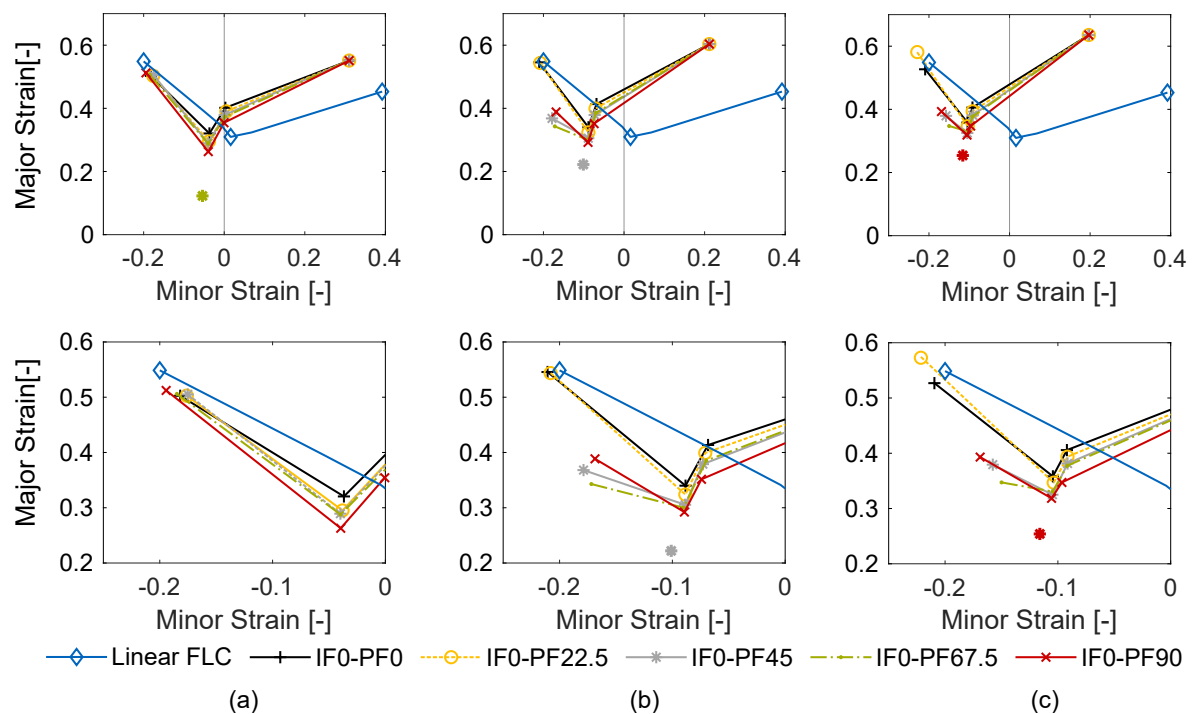 Major Strain[-]
0.6
0.4
0.2
0
-0.2 0 0.2 0.4
Minor Strain [-]
0.6
0.4
0.2
0
-0.2 0 0.2 0.4
Minor Strain [-]
0.6
0.4
0.2
0
-0.2 0 0.2 0.4
Minor Strain [-]
Major Strain[-]
0.6
0.5
0.4
0.3
0.2
-0.2 -0.1 0
Minor Strain [-]
0.6
0.5
0.4
0.3
0.2
-0.2 -0.1 0
Minor Strain [-]
0.6
0.5
0.4
0.3
0.2
-0.2 -0.1 0
Minor Strain [-]
Linear FLC IF0-PF0 IF0-PF22.5 IF0-PF45 IF0-PF67.5 IF0-PF90
(a) (b) (c)